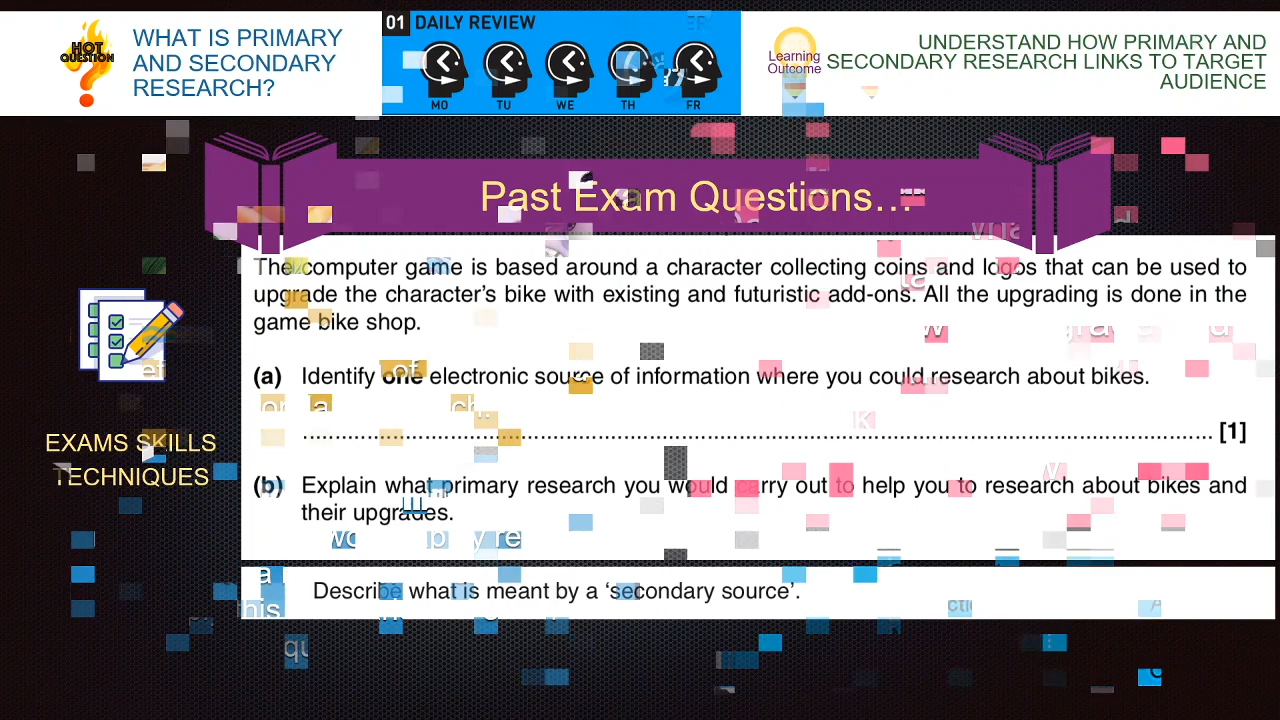 HOT
QUESTION
WHAT IS PRIMARY
AND SECONDARY
RESEARCH?
01 DAILY REVIEW
MO TU WE TH FR
Learning
Outcome
UNDERSTAND HOW PRIMARY AND
SECONDARY RESEARCH LINKS TO TARGET
AUDIENCE
Past Exam Questions...
The computer game is based around a character collecting coins and logos that can be used to
upgrade the character's bike with existing and futuristic add-ons. All the upgrading is done in the
game bike shop.
(a) Identify one electronic source of information where you could research about bikes.
[1]
EXAMS SKILLS
TECHNIQUES
(b) Explain what primary research you would carry out to help you to research about bikes and
their upgrades.
Describe what is meant by a 'secondary source'.